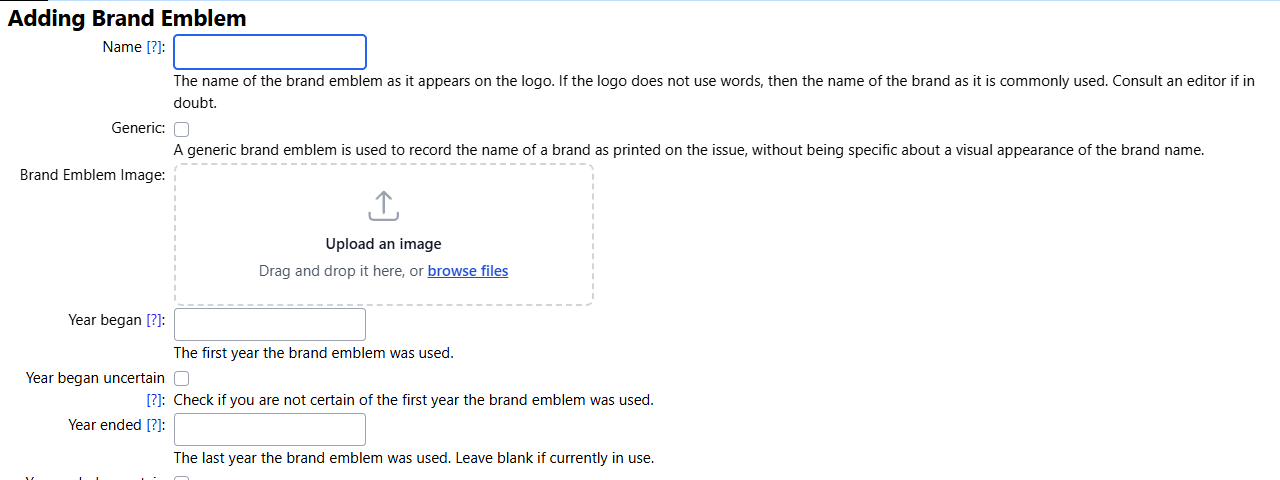 Adding Brand Emblem
Name [?]:
The name of the brand emblem as it appears on the logo. If the logo does not use words, then the name of the brand as it is commonly used. Consult an editor if in
doubt.
Generic:
A generic brand emblem is used to record the name of a brand as printed on the issue, without being specific about a visual appearance of the brand name.
Brand Emblem Image:
Upload an image
Drag and drop it here, or browse files
Year began [?]:
The first year the brand emblem was used.
Year began uncertain
[?]: Check if you are not certain of the first year the brand emblem was used.
Year ended [?]:
The last year the brand emblem was used. Leave blank if currently in use.